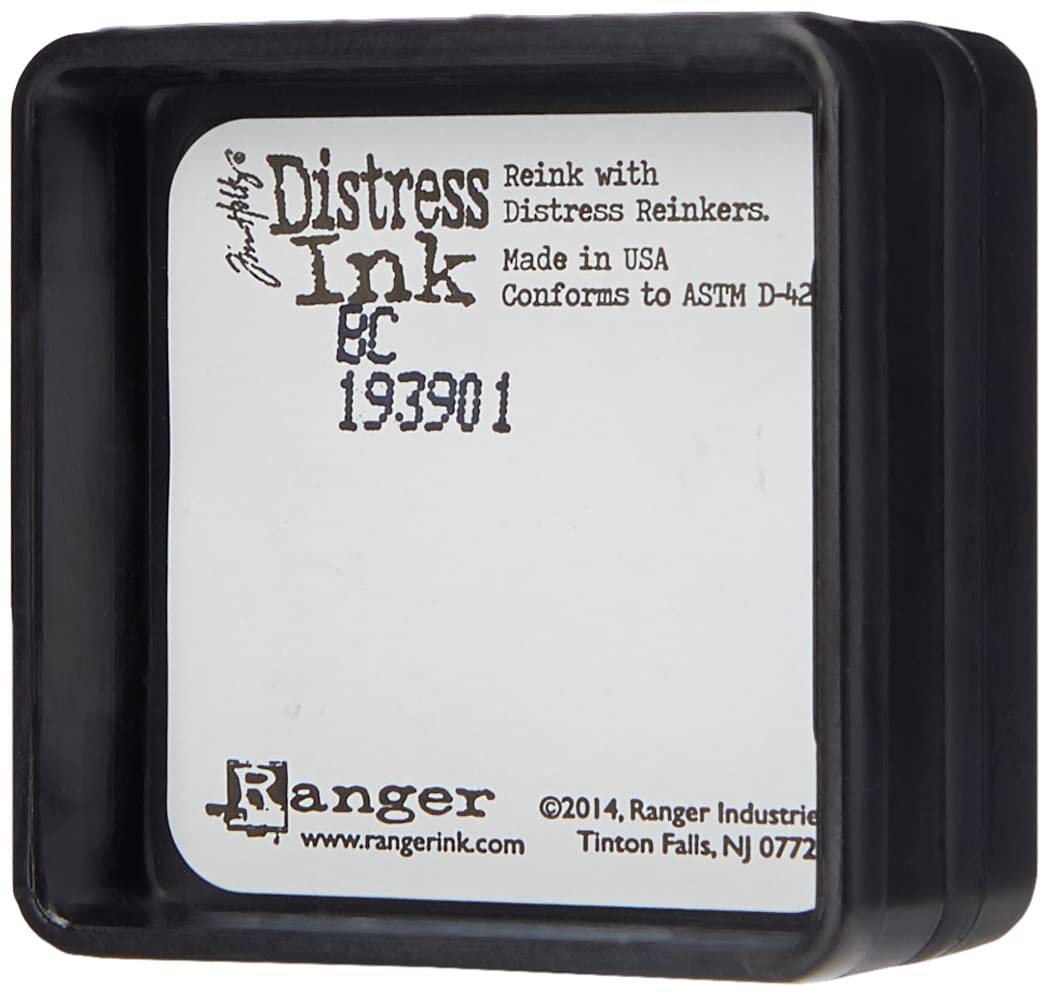 Tim Holtz®
Distress
Ink
Reink with
Distress Reinkers.
Made in USA
Conforms to ASTM D-42
BC
193901
Ranger
www.rangerink.com
©2014, Ranger Industrie
Tinton Falls, NJ 0772